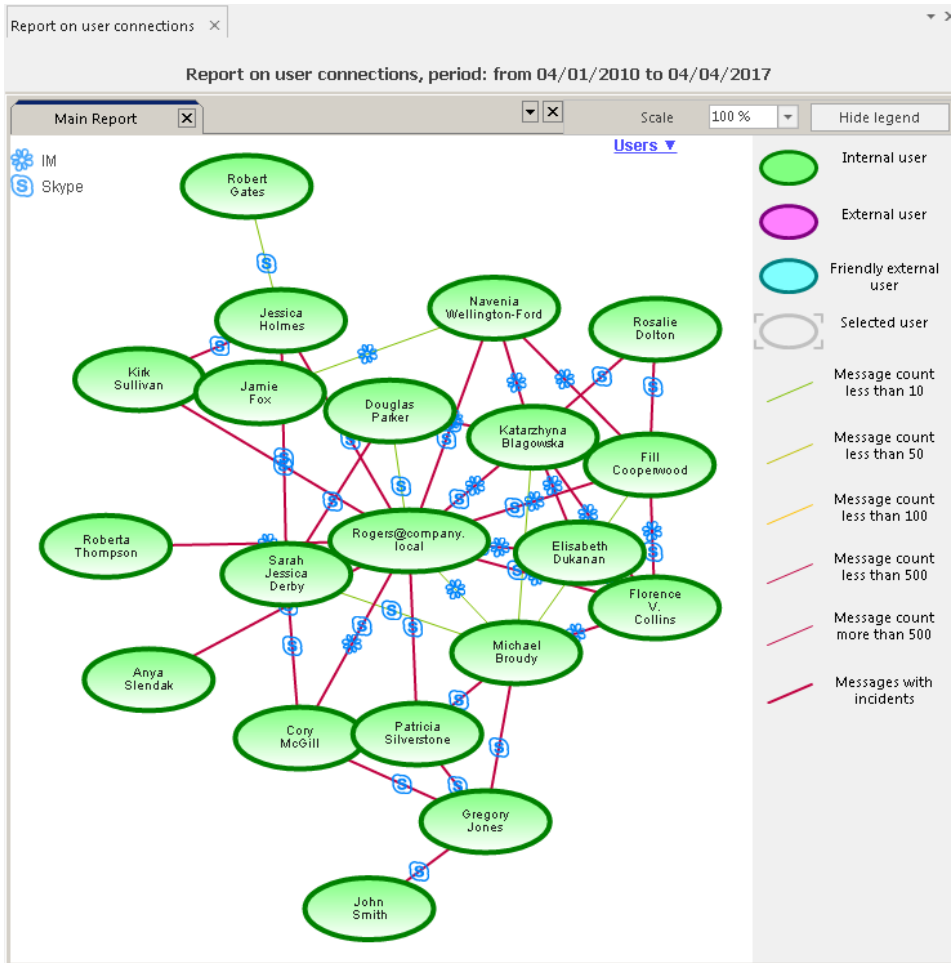 Report on user connections
Report on user connections, period: from 04/01/2010 to 04/04/2017
Main Report
Scale
100 %
Hide legend
Users ▼
IM
Skype
Robert
Gates
Jessica
Holmes
Navenia
Wellington-Ford
Rosalie
Dolton
Kirk
Sullivan
Jamie
Fox
Douglas
Parker
Katarzhyna
Blagowska
Fill
Cooperwood
Roberta
Thompson
Rogers@company.
local
Sarah
Jessica
Derby
Elisabeth
Dukanan
Florence
V.
Collins
Anya
Slendak
Michael
Broudy
Cory
McGill
Patricia
Silverstone
Gregory
Jones
John
Smith
Internal user
External user
Friendly external
user
Selected user
Message count
less than 10
Message count
less than 50
Message count
less than 100
Message count
less than 500
Message count
more than 500
Messages with
incidents